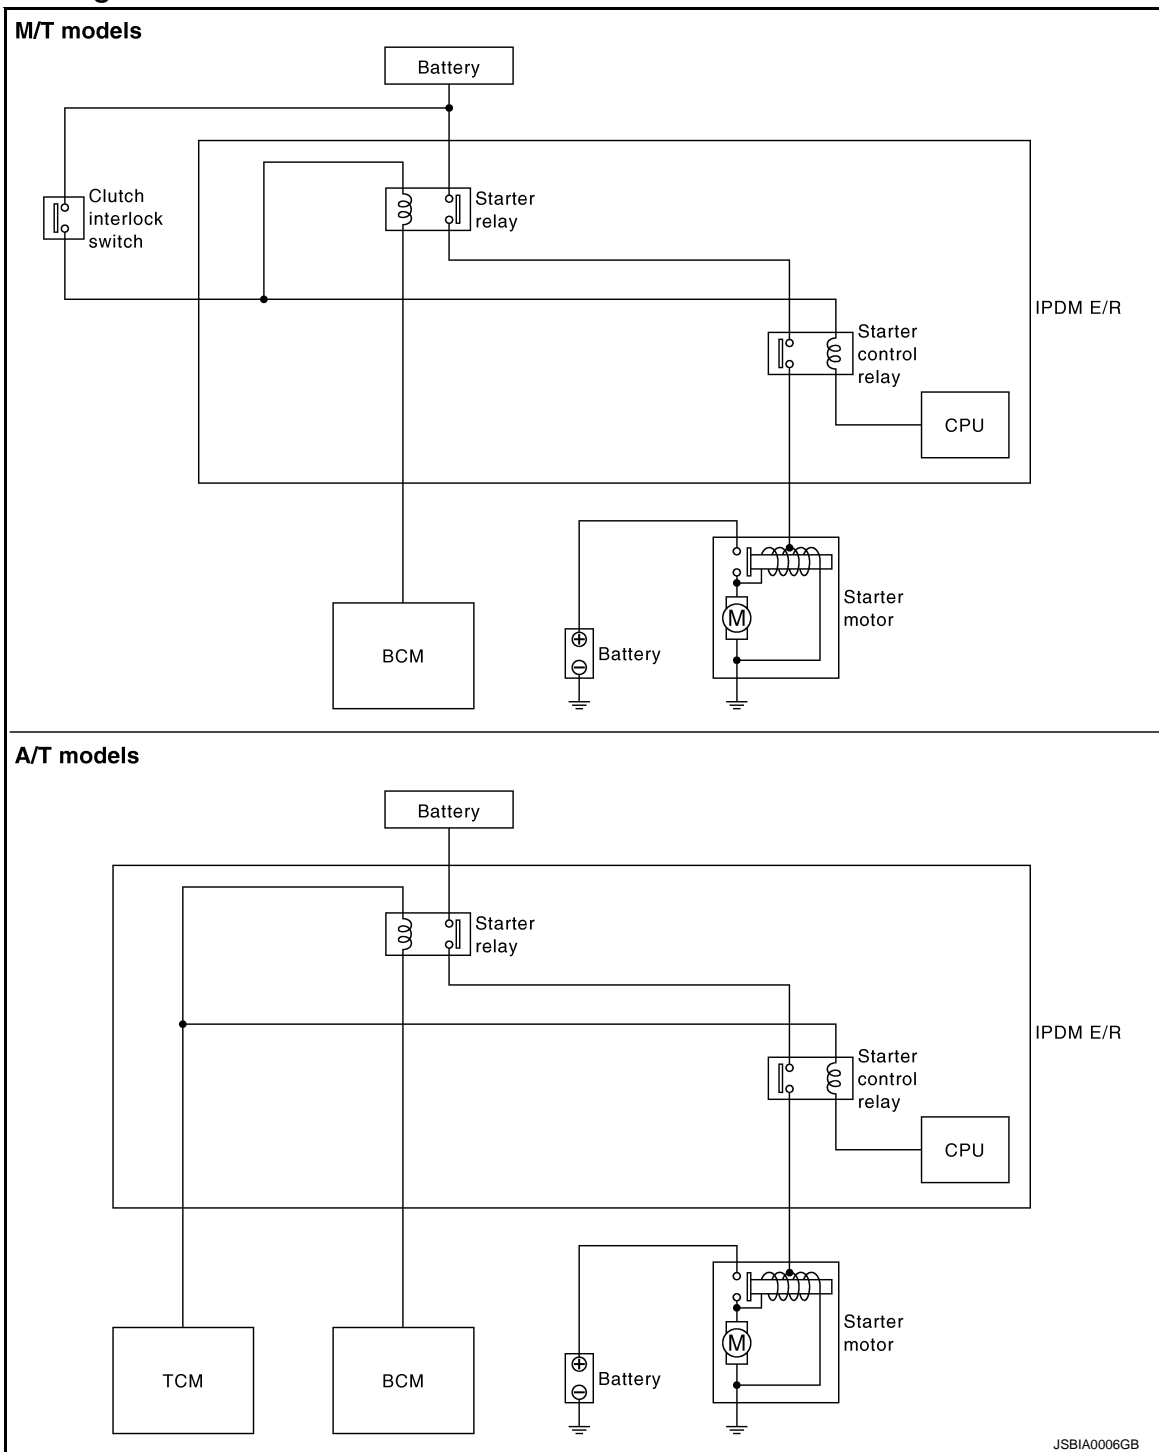 M/T models
Battery
Clutch
interlock
switch
Starter
relay
IPDM E/R
Starter
control
relay
CPU
Starter
motor
M
BCM
Battery
A/T models
Battery
Starter
relay
IPDM E/R
Starter
control
relay
CPU
Starter
motor
M
TCM
BCM
Battery
JSBIA0006GB